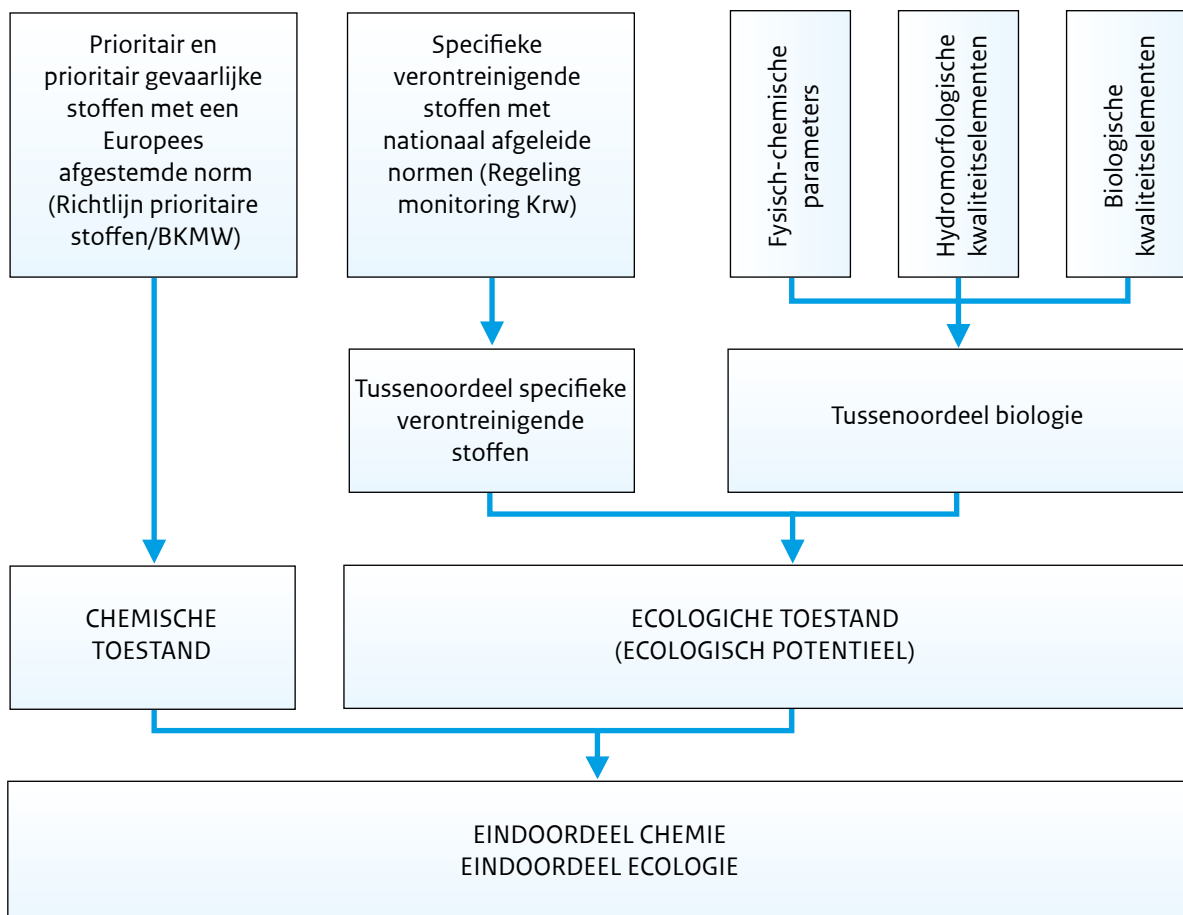 Prioritair en
prioritair gevaarlijke
stoffen met een
Europees
afgestemde norm
(Richtlijn prioritaire
stoffen/BKMW)
Specifieke
verontreinigende
stoffen met
nationaal afgeleide
normen (Regeling
monitoring Krw)
Fysisch-chemische
parameters
Hydromorfologische
kwaliteitselementen
Biologische
kwaliteitselementen
Tussenoordeel specifieke
verontreinigende
stoffen
Tussenoordeel biologie
CHEMISCHE
TOESTAND
ECOLOGICHE TOESTAND
(ECOLOGISCH POTENTIEEL)
EINDOORDEEL CHEMIE
EINDOORDEEL ECOLOGIE